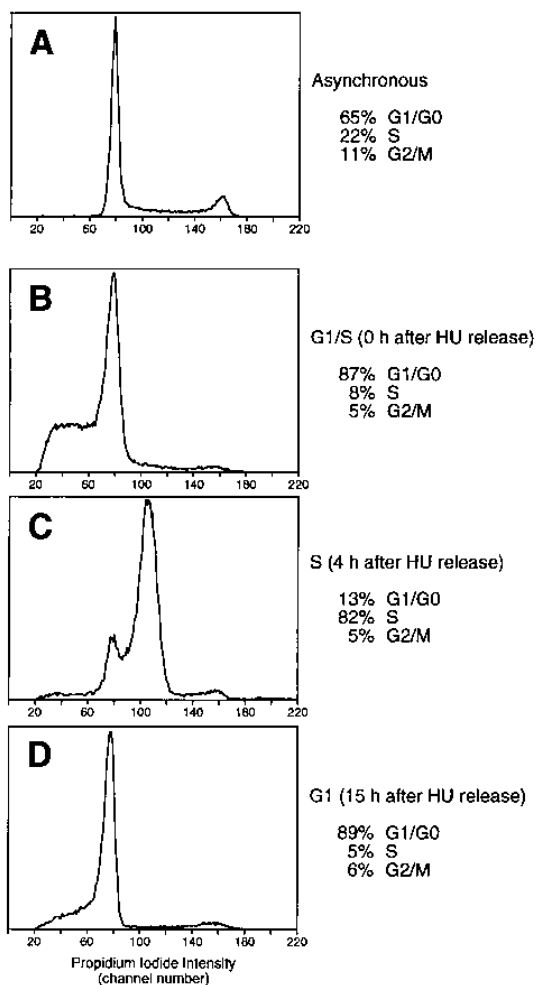 A
Asynchronous
65% G1/G0
22% S
11% G2/M
20 60 100 140 180 220
B
G1/S (0 h after HU release)
87% G1/G0
8% S
5% G2/M
20 60 100 140 180 220
C
S (4 h after HU release)
13% G1/G0
82% S
5% G2/M
20 60 100 140 180 220
D
G1 (15 h after HU release)
89% G1/G0
5% S
6% G2/M
20 60 100 140 180 220
Propidium Iodide Intensity
(channel number)